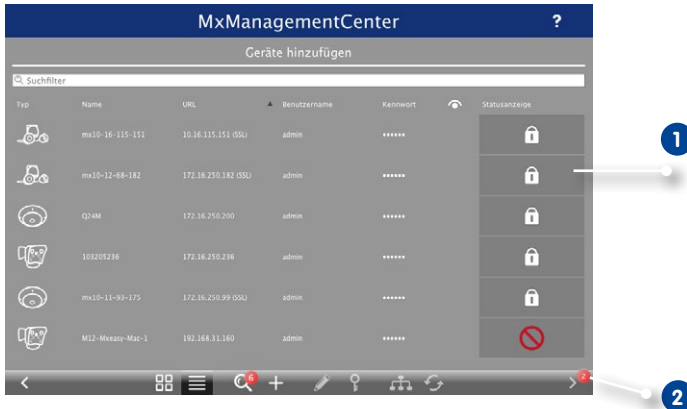 MxManagementCenter ?
Geräte hinzufügen
Suchfilter
Typ Name URL Benutzername Kennwort Statusanzeige
mx10-16-115-151 10.16.115.151 (SSL) admin ••••••
1
mx10-12-68-182 172.16.250.182 (SSL) admin ••••••
Q24M 172.16.250.200 admin ••••••
103205236 172.16.250.236 admin ••••••
mx10-11-93-175 172.16.250.99 (SSL) admin ••••••
M12-Mxeasy-Mac-1 192.168.31.160 admin ••••••
6 2
2